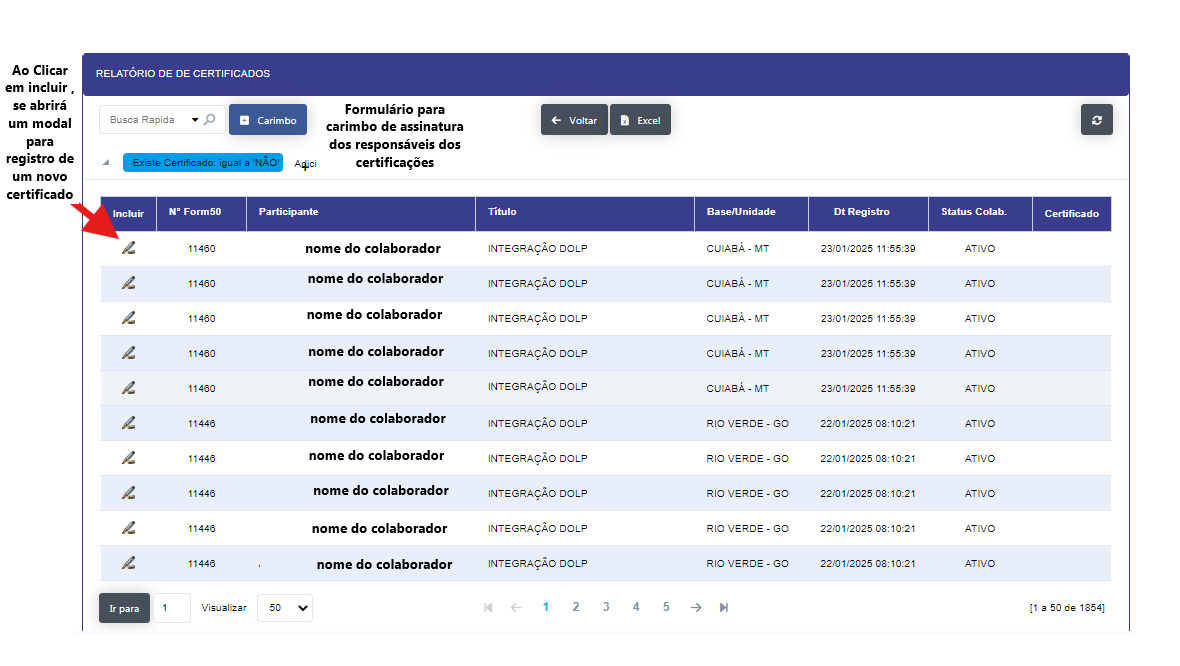 Ao Clicar
em incluir ,
se abrirá
um modal
para
registro de
um novo
certificado
RELATÓRIO DE DE CERTIFICADOS
Busca Rapida
Carimbo
Formulário para
carimbo de assinatura
dos responsáveis dos
certificações
Voltar
Excel
Existe Certificado: igual a 'NÃO'
Adici
Incluir N° Form50 Participante Título Base/Unidade Dt Registro Status Colab. Certificado
11460 nome do colaborador INTEGRAÇÃO DOLP CUIABÁ - MT 23/01/2025 11:55:39 ATIVO
11460 nome do colaborador INTEGRAÇÃO DOLP CUIABÁ - MT 23/01/2025 11:55:39 ATIVO
11460 nome do colaborador INTEGRAÇÃO DOLP CUIABÁ - MT 23/01/2025 11:55:39 ATIVO
11460 nome do colaborador INTEGRAÇÃO DOLP CUIABÁ - MT 23/01/2025 11:55:39 ATIVO
11460 nome do colaborador INTEGRAÇÃO DOLP CUIABÁ - MT 23/01/2025 11:55:39 ATIVO
11446 nome do colaborador INTEGRAÇÃO DOLP RIO VERDE - GO 22/01/2025 08:10:21 ATIVO
11446 nome do colaborador INTEGRAÇÃO DOLP RIO VERDE - GO 22/01/2025 08:10:21 ATIVO
11446 nome do colaborador INTEGRAÇÃO DOLP RIO VERDE - GO 22/01/2025 08:10:21 ATIVO
11446 nome do colaborador INTEGRAÇÃO DOLP RIO VERDE - GO 22/01/2025 08:10:21 ATIVO
11446 nome do colaborador INTEGRAÇÃO DOLP RIO VERDE - GO 22/01/2025 08:10:21 ATIVO
Ir para 1 Visualizar 50 1 2 3 4 5 [1 a 50 de 1854]